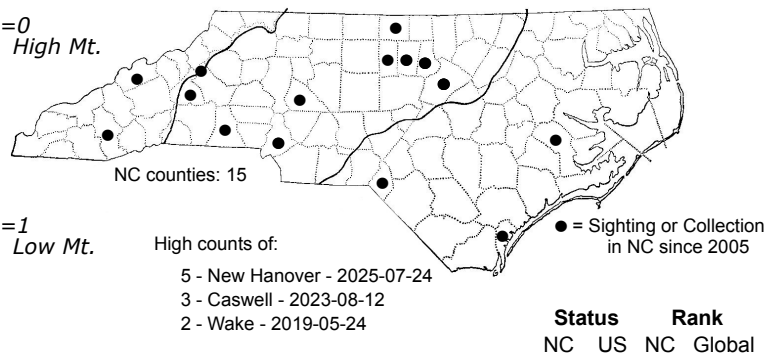 =0
High Mt.
NC counties: 15
=1
Low Mt.
● = Sighting or Collection
in NC since 2005
High counts of:
5 - New Hanover - 2025-07-24
3 - Caswell - 2023-08-12
2 - Wake - 2019-05-24
Status Rank
NC US NC Global